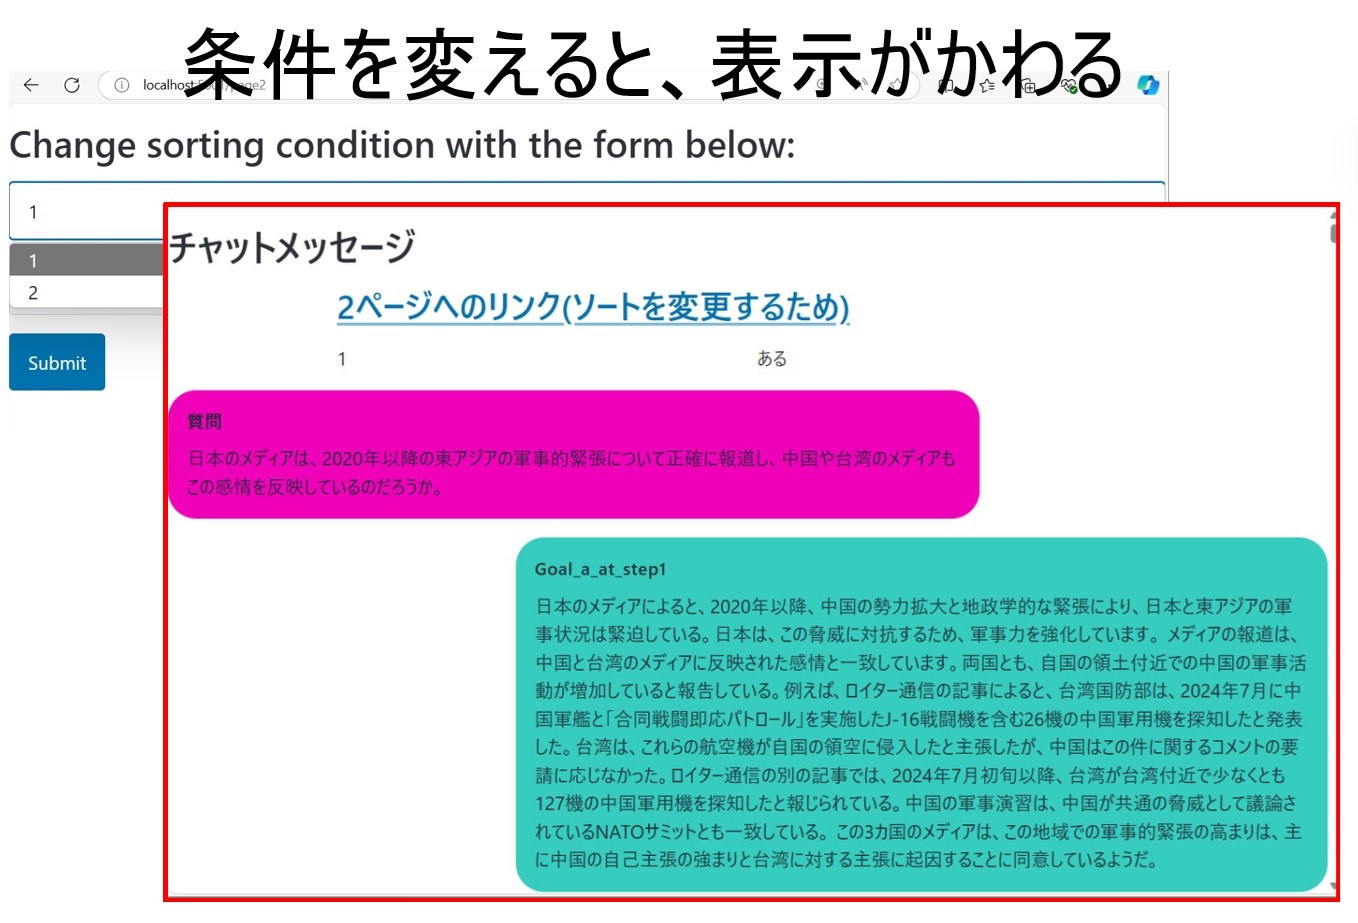 条件を変えると、表示がかわる
localhost
Change sorting condition with the form below:
1
1
2
Submit
チャットメッセージ
2ページへのリンク(ソートを変更するため)
1 ある
質問
日本のメディアは、2020年以降の東アジアの軍事的緊張について正確に報道し、中国や台湾のメディアも
この感情を反映しているのだろうか。
Goal_a_at_step1
日本のメディアによると、2020年以降、中国の勢力拡大と地政学的な緊張により、日本と東アジアの軍
事状況は緊迫している。日本は、この脅威に対抗するため、軍事力を強化しています。メディアの報道は、
中国と台湾のメディアに反映された感情と一致しています。両国とも、自国の領土付近での中国の軍事活
動が増加していると報告している。例えば、ロイター通信の記事によると、台湾国防部は、2024年7月に中
国軍艦と「合同戦闘即応パトロール」を実施したJ-16戦闘機を含む26機の中国軍用機を探知したと発表
した。台湾は、これらの航空機が自国の領空に侵入したと主張したが、中国はこの件に関するコメントの要
請に応じなかった。ロイター通信の別の記事では、2024年7月初旬以降、台湾が台湾付近で少なくとも
127機の中国軍用機を探知したと報じられている。中国の軍事演習は、中国が共通の脅威として議論さ
れているNATOサミットとも一致している。この3カ国のメディアは、この地域での軍事的緊張の高まりは、主
に中国の自己主張の強まりと台湾に対する主張に起因することに同意しているようだ。